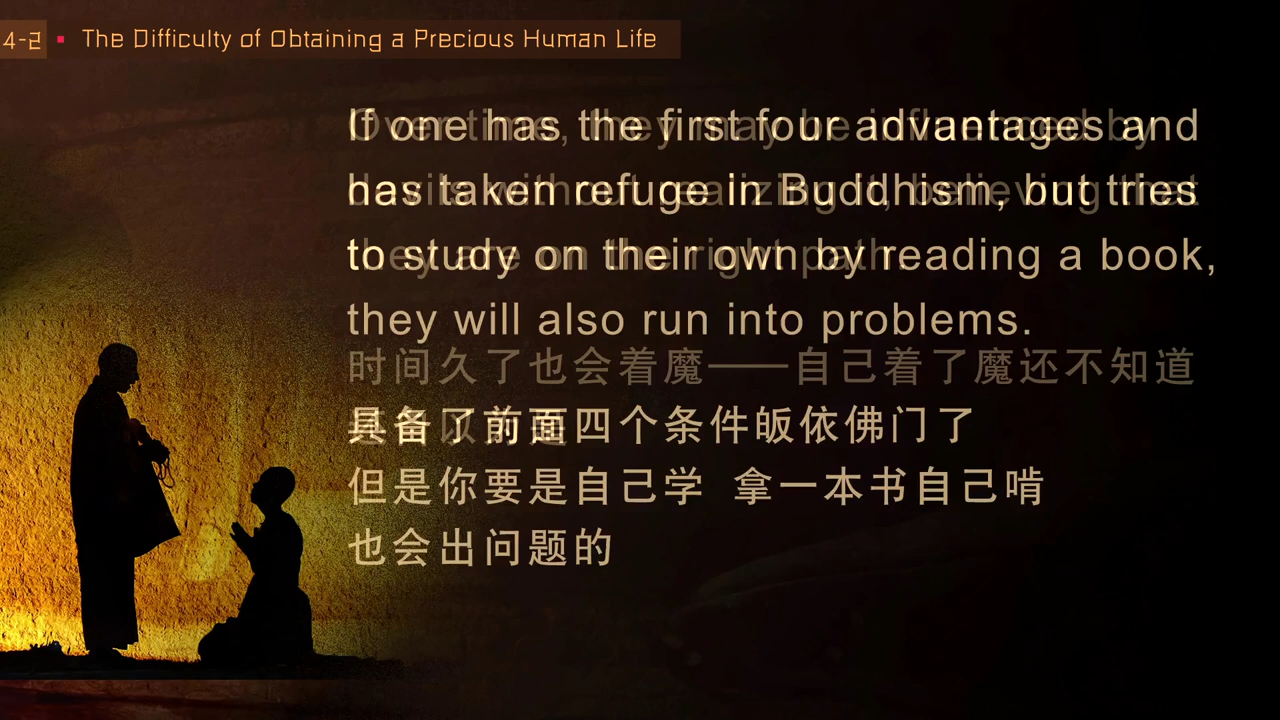 4-2 ▪ The Difficulty of Obtaining a Precious Human Life
If one has the first four advantages and
has taken refuge in Buddhism, but tries
to study on their own by reading a book,
they will also run into problems.
时间久了也会着魔——自己着了魔还不知道
具备了前面四个条件皈依佛门了
但是你要是自己学 拿一本书自己啃
也会出问题的